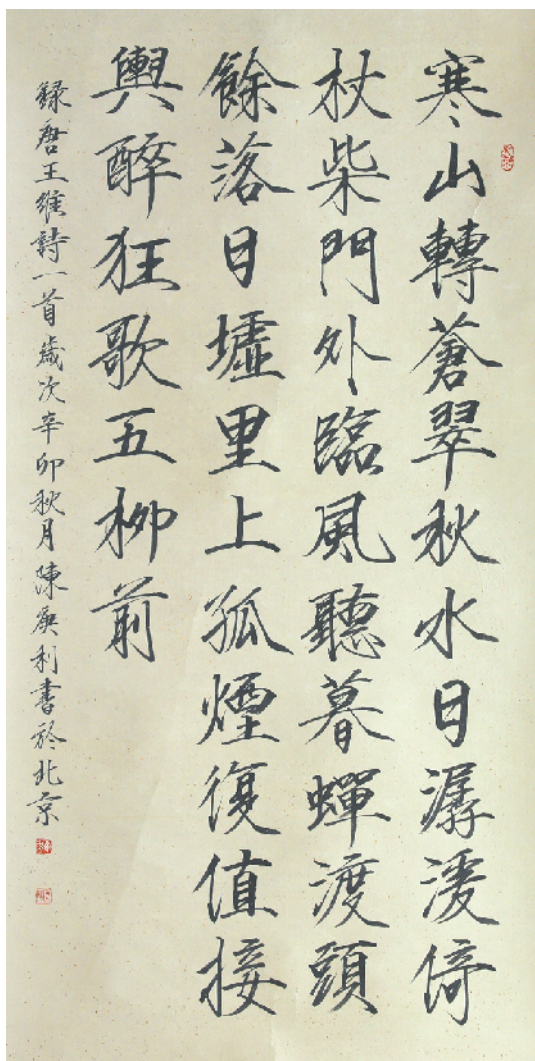 寒山轉蒼翠秋水日潺湲倚
杖柴門外臨風聽暮蟬渡頭
餘落日墟里上孤煙復值接
輿醉狂歌五柳前
錄唐王維詩一首歲次辛卯秋月陳利書於北京